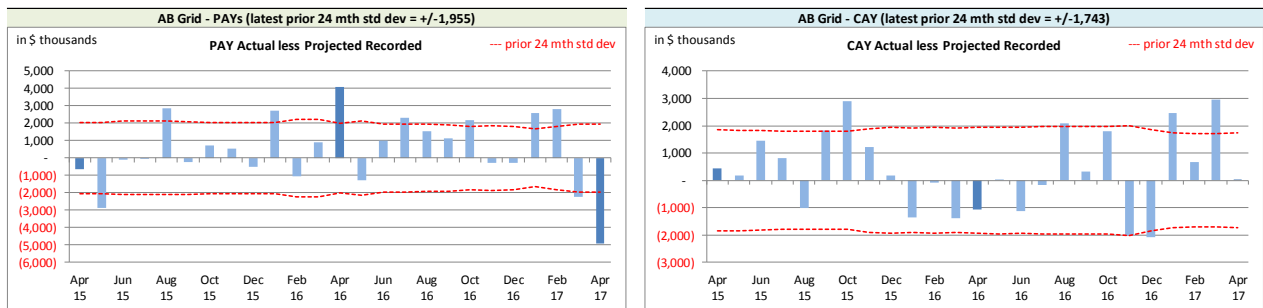 AB Grid - PAYs (latest prior 24 mth std dev = +/-1,955)
in $ thousands
PAY Actual less Projected Recorded
--- prior 24 mth std dev
5,000
4,000
3,000
2,000
1,000
-
(1,000)
(2,000)
(3,000)
(4,000)
(5,000)
(6,000)
Apr Jun Aug Oct Dec Feb Apr Jun Aug Oct Dec Feb Apr
15 15 15 15 15 16 16 16 16 16 16 17 17
AB Grid - CAY (latest prior 24 mth std dev = +/-1,743)
in $ thousands
CAY Actual less Projected Recorded
--- prior 24 mth std dev
4,000
3,000
2,000
1,000
-
(1,000)
(2,000)
(3,000)
Apr Jun Aug Oct Dec Feb Apr Jun Aug Oct Dec Feb Apr
15 15 15 15 15 16 16 16 16 16 16 17 17